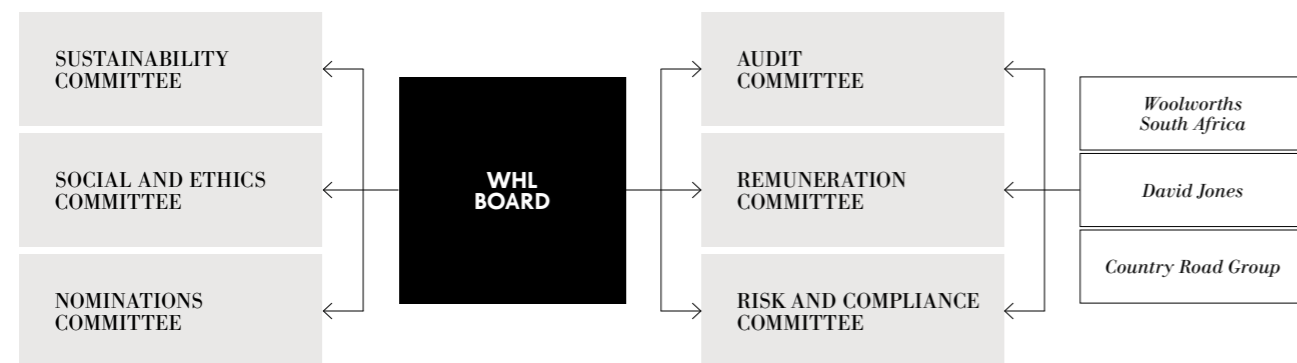 SUSTAINABILITY
COMMITTEE
SOCIAL AND ETHICS
COMMITTEE
NOMINATIONS
COMMITTEE
WHL
BOARD
AUDIT
COMMITTEE
REMUNERATION
COMMITTEE
RISK AND COMPLIANCE
COMMITTEE
Woolworths
South Africa
David Jones
Country Road Group